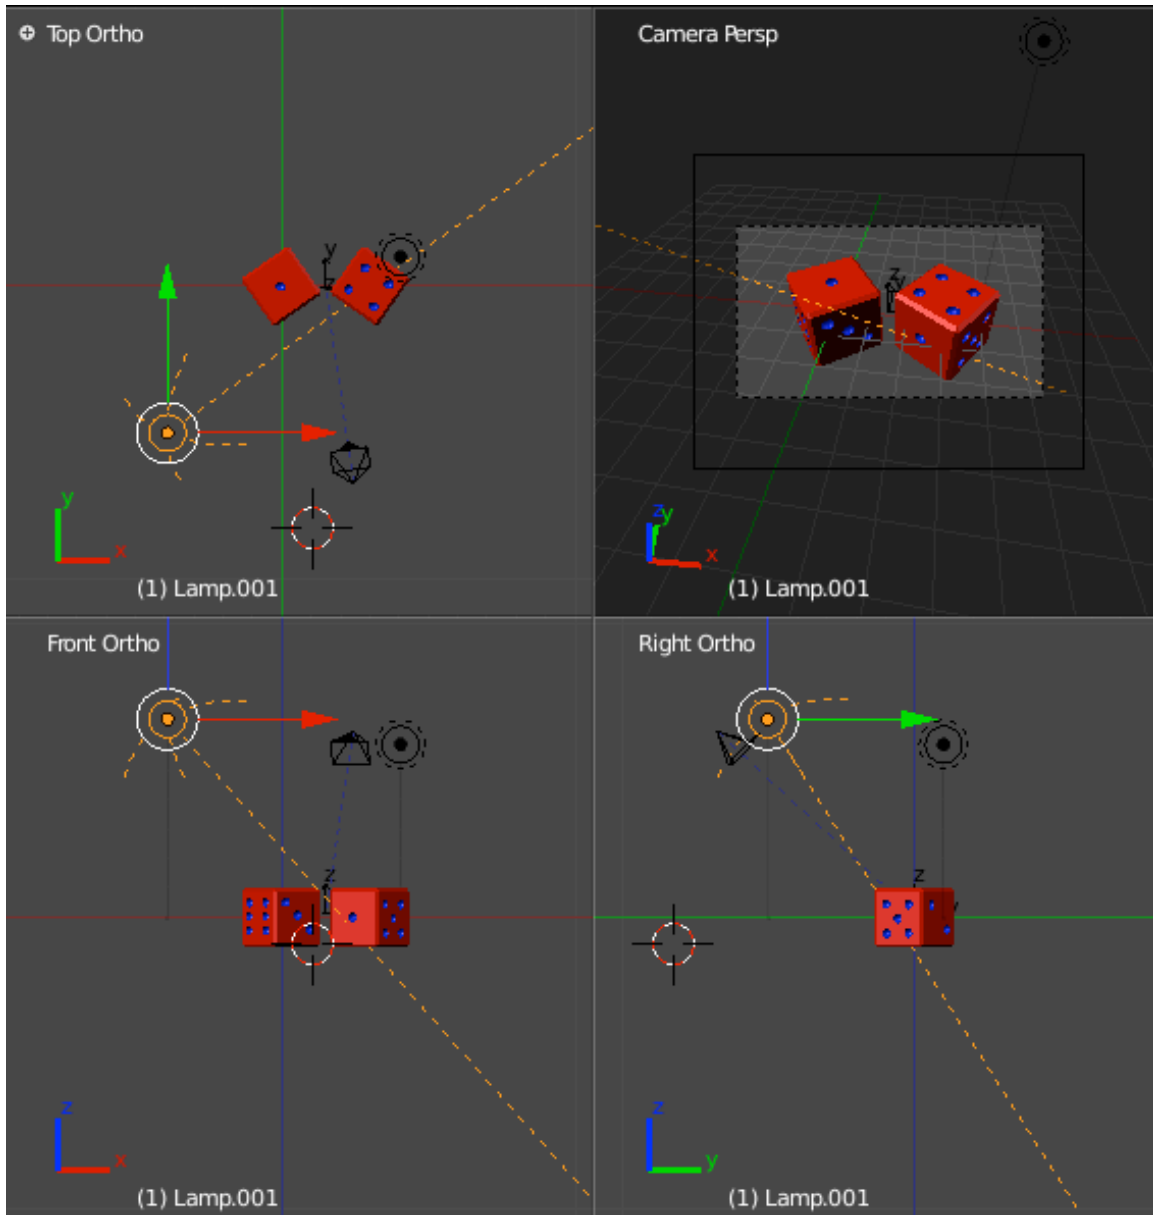 Top Ortho
y
y
x
(1) Lamp.001
Camera Persp
z
y
z
y
x
(1) Lamp.001
Front Ortho
z
z
x
(1) Lamp.001
Right Ortho
z
y
z
y
(1) Lamp.001